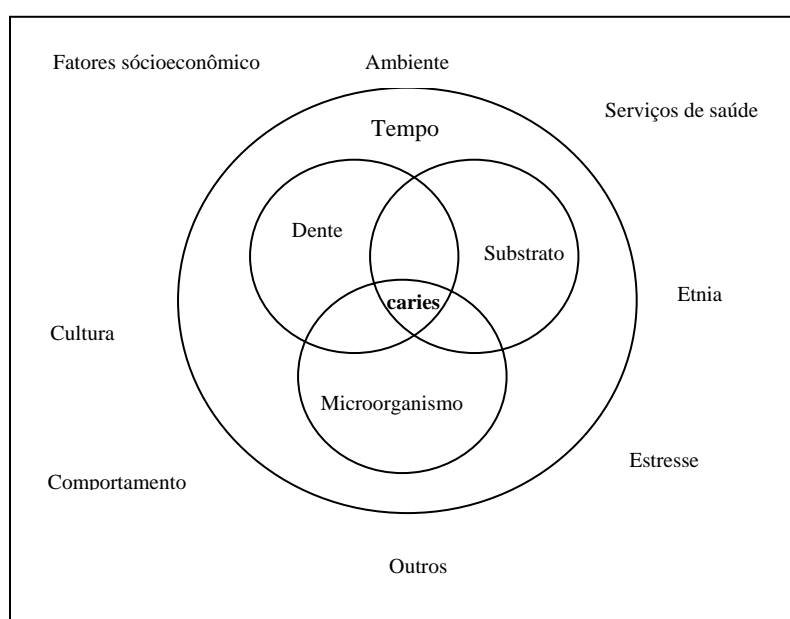 Fatores sócioeconômico
Ambiente
Serviços de saúde
Tempo
Dente
Substrato
caries
Etnia
Cultura
Microorganismo
Estresse
Comportamento
Outros